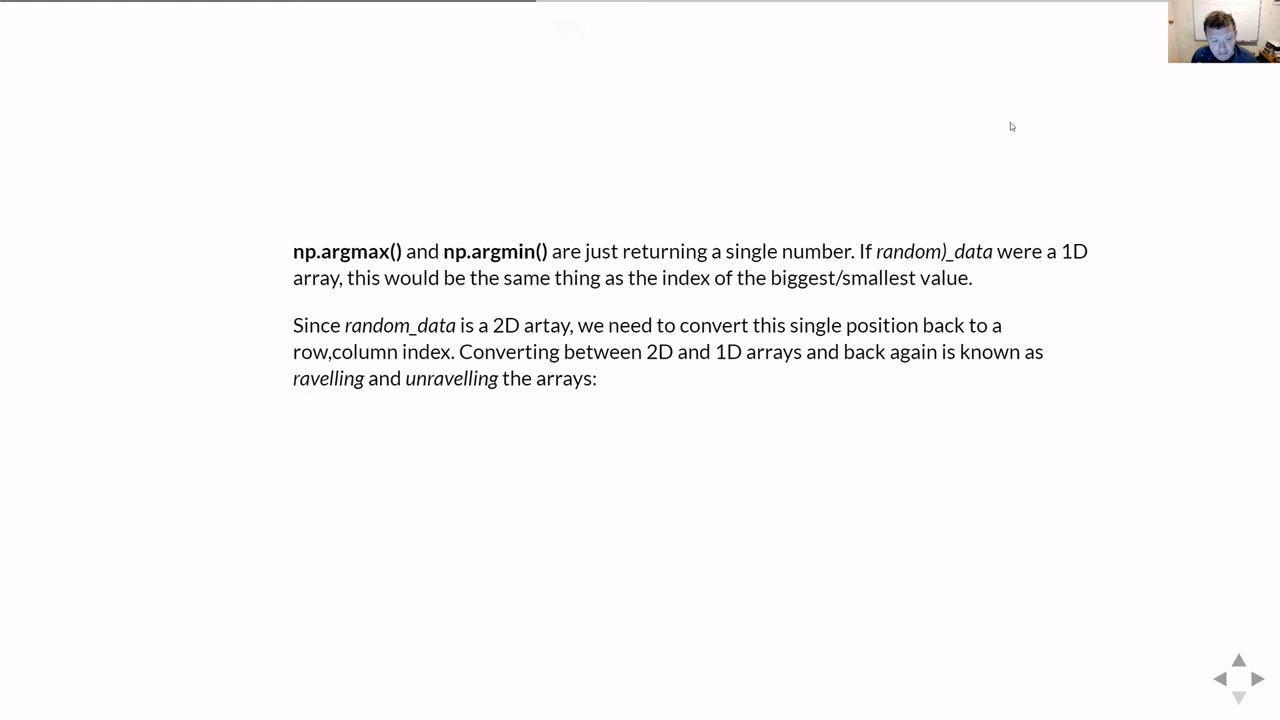 np.argmax() and np.argmin() are just returning a single number. If random)_data were a 1D
array, this would be the same thing as the index of the biggest/smallest value.
Since random_data is a 2D artay, we need to convert this single position back to a
row,column index. Converting between 2D and 1D arrays and back again is known as
ravelling and unravelling the arrays: